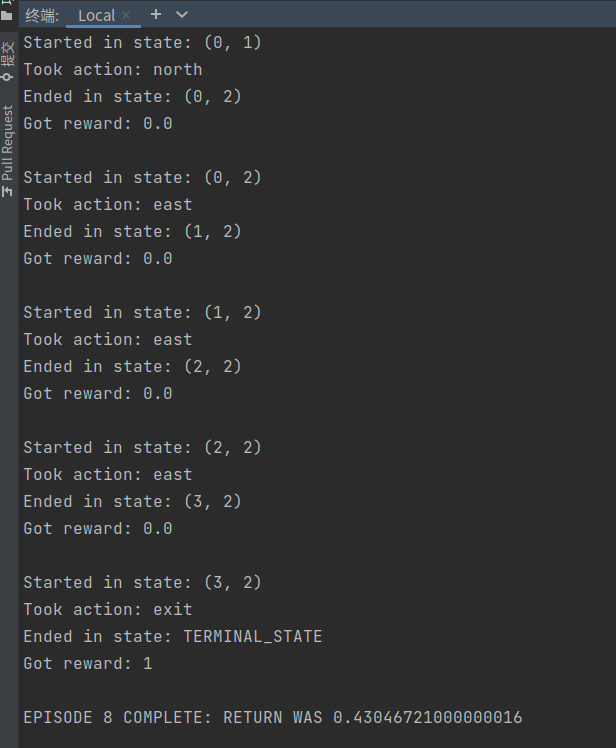 终端: Local × + ∨
提交
Pull Request
Started in state: (0, 1)
Took action: north
Ended in state: (0, 2)
Got reward: 0.0
Started in state: (0, 2)
Took action: east
Ended in state: (1, 2)
Got reward: 0.0
Started in state: (1, 2)
Took action: east
Ended in state: (2, 2)
Got reward: 0.0
Started in state: (2, 2)
Took action: east
Ended in state: (3, 2)
Got reward: 0.0
Started in state: (3, 2)
Took action: exit
Ended in state: TERMINAL_STATE
Got reward: 1
EPISODE 8 COMPLETE: RETURN WAS 0.43046721000000016